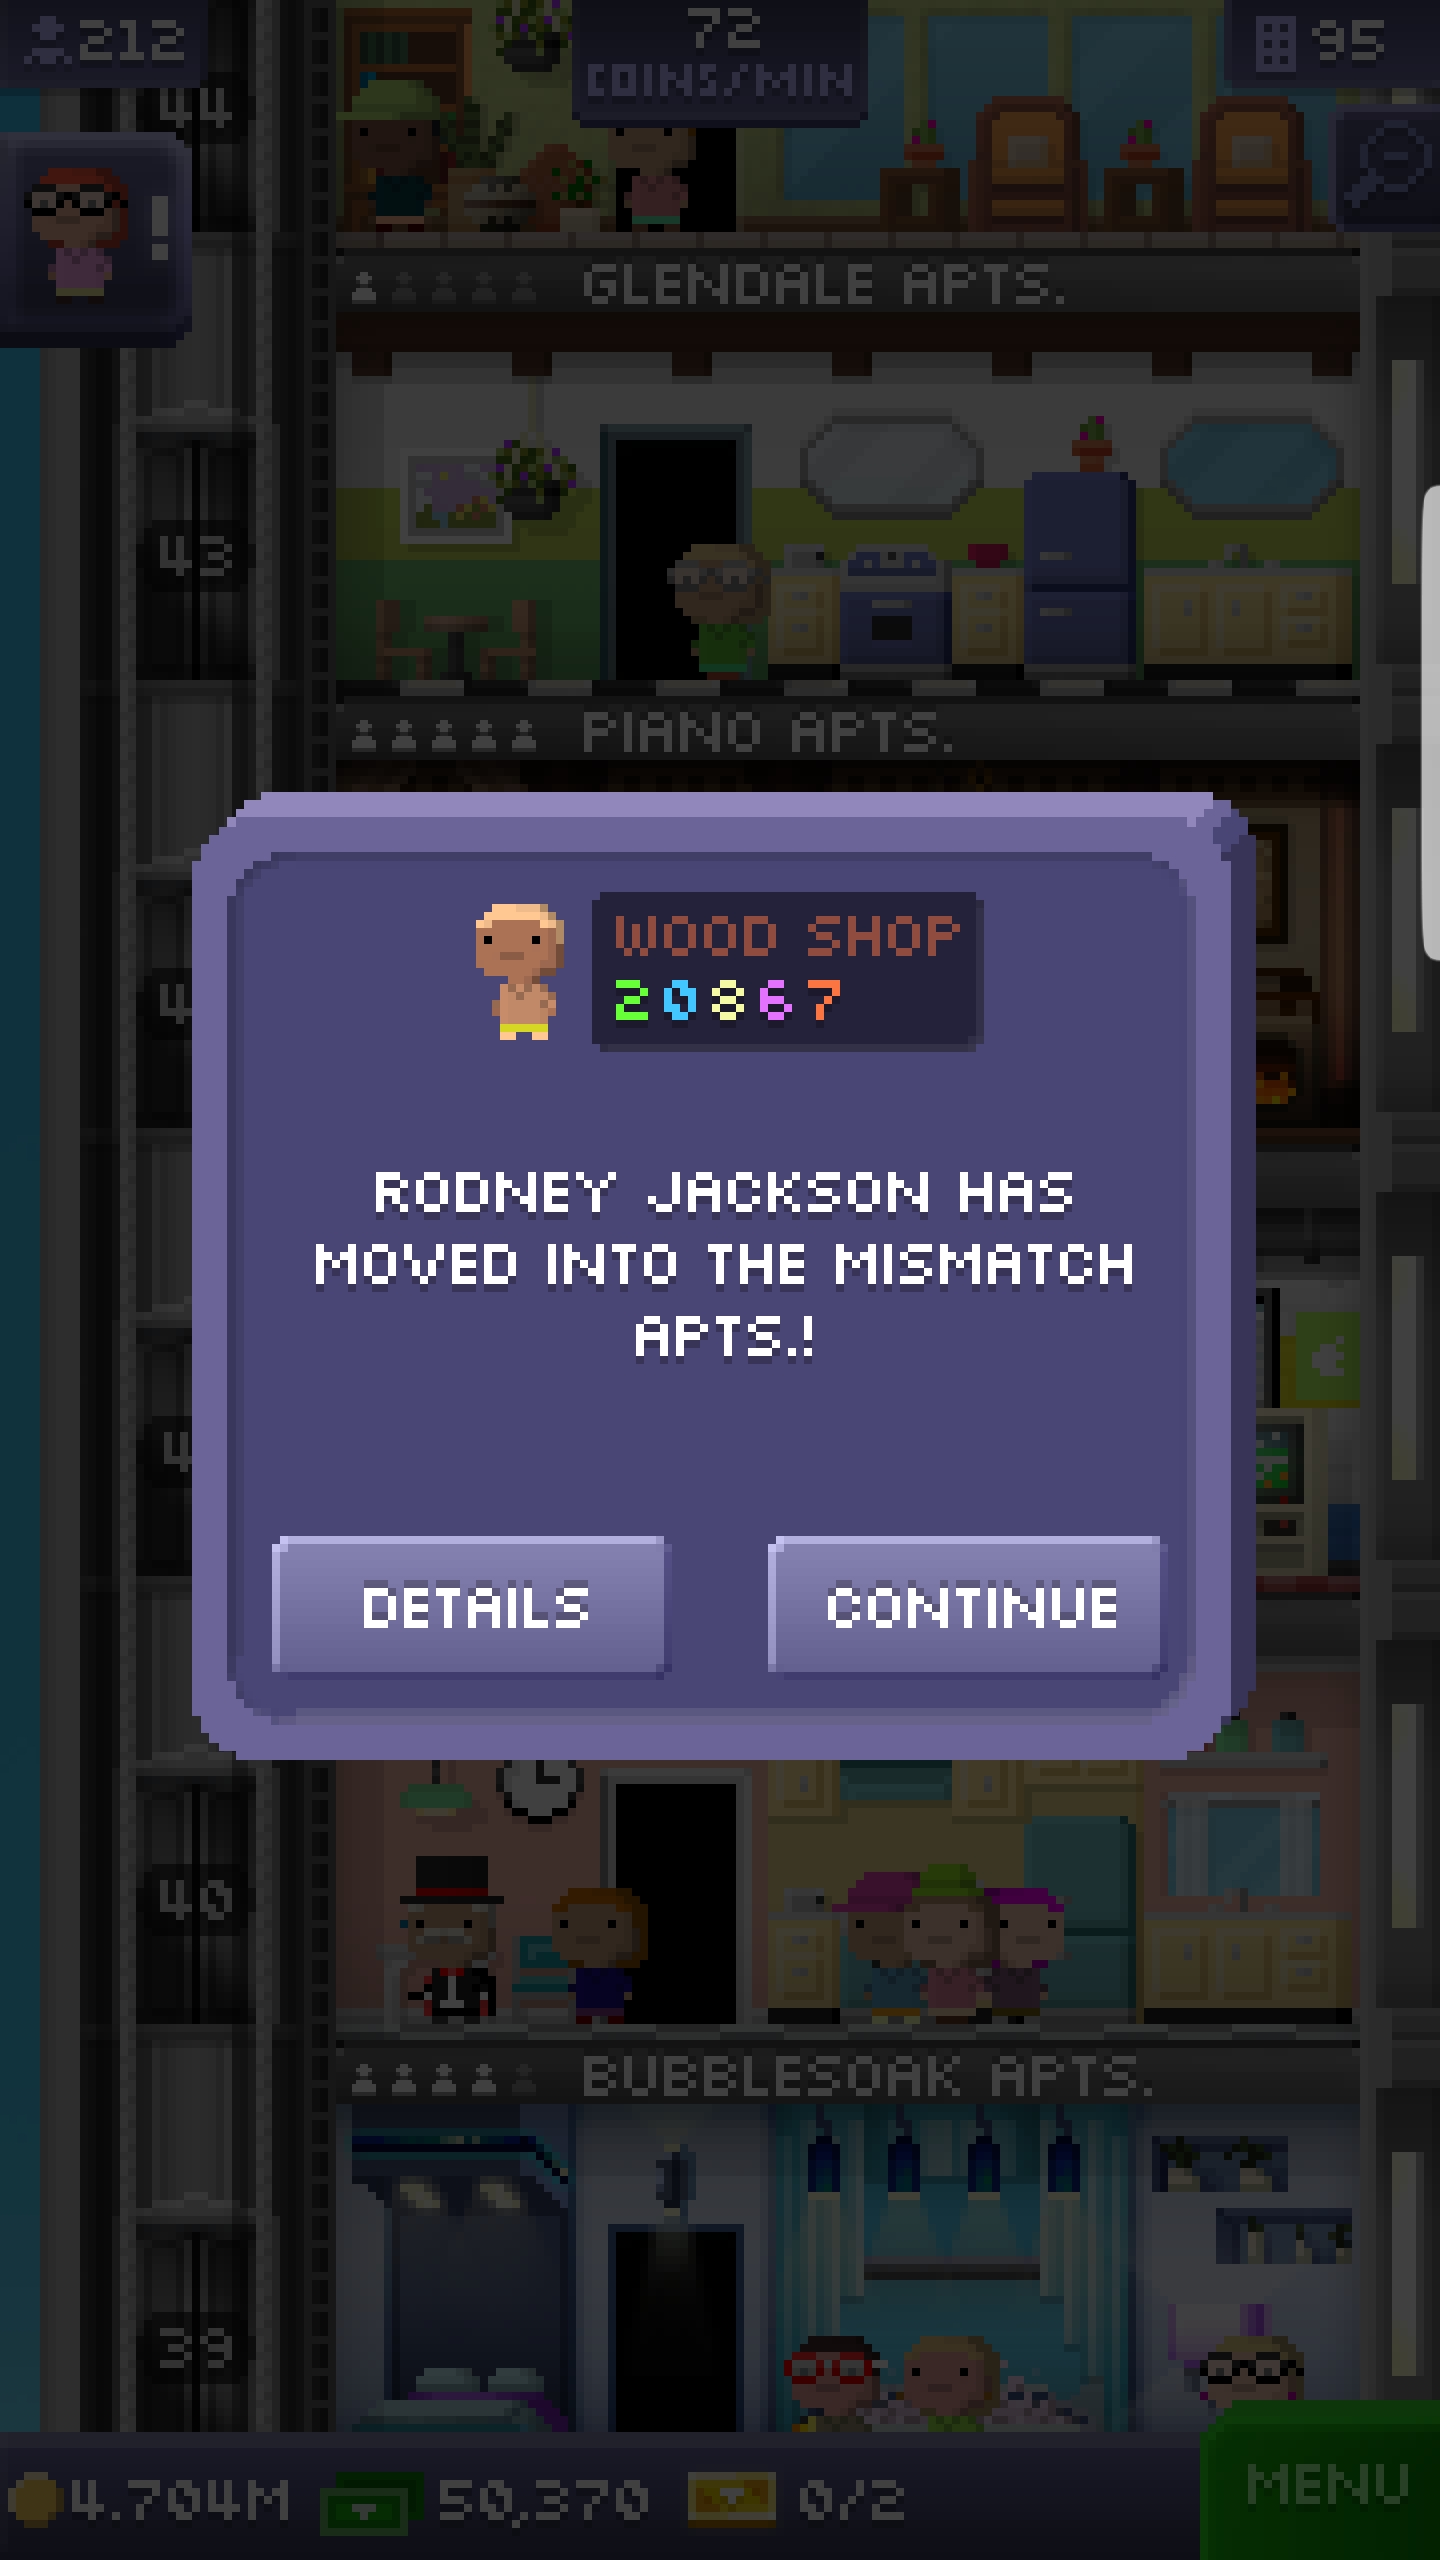 212
72
COINS/MIN
95
44
!
GLENDALE APTS.
43
PIANO APTS.
WOOD SHOP
20867
RODNEY JACKSON HAS
MOVED INTO THE MISMATCH
APTS.!
DETAILS
CONTINUE
40
BUBBLESOAK APTS.
39
4.704M
50,370
0/2
MENU